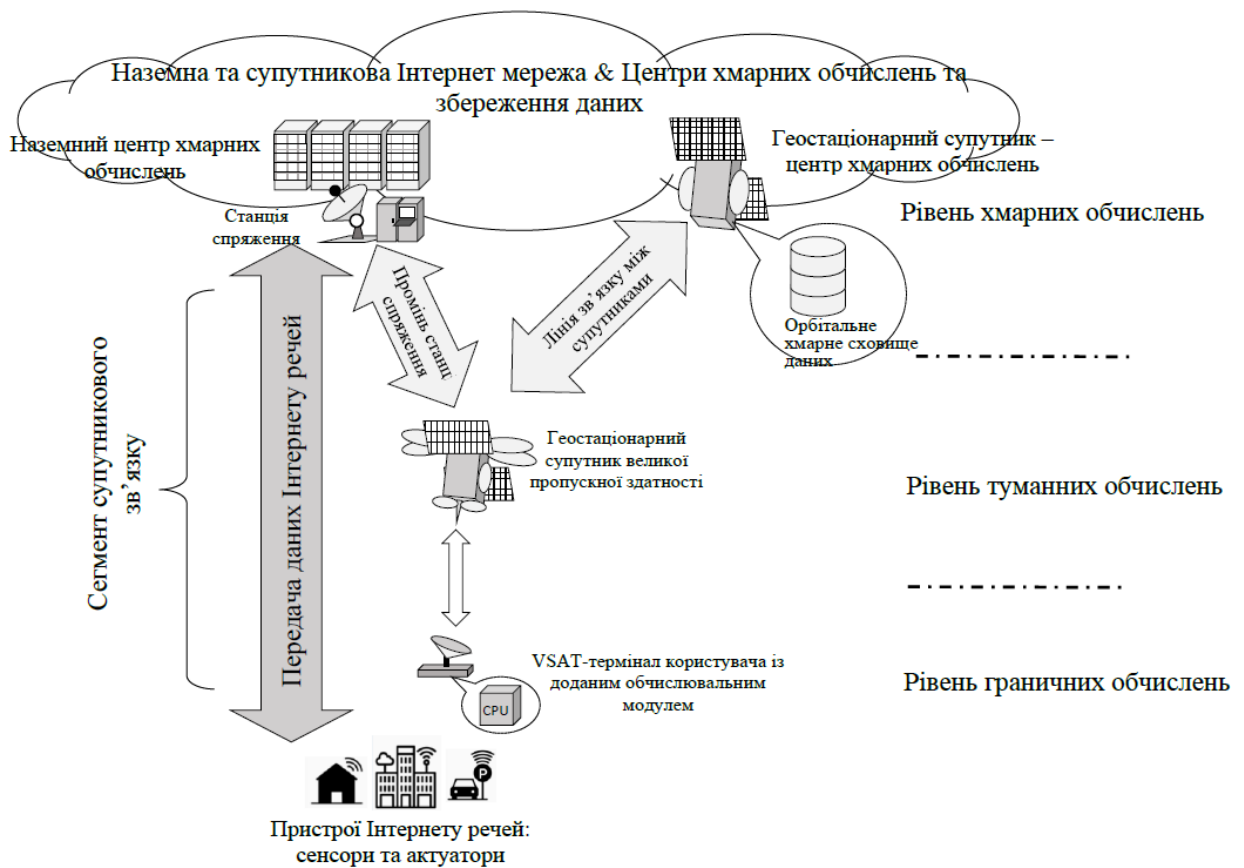 Наземна та супутникова Інтернет мережа & Центри хмарних обчислень та
збереження даних
Наземний центр хмарних
обчислень
Геостаціонарний супутник –
центр хмарних обчислень
Станція
спряження
Рівень хмарних обчислень
Промінь станц
спряження
Лінія зв’язку між
супутниками
Орбітальне
хмарне сховище
даних
Сегмент супутникового
зв’язку
Передача даних Інтернету речей
Геостаціонарний
супутник великої
пропускної здатності
Рівень туманних обчислень
VSAT-термінал користувача із
доданим обчислювальним
модулем
CPU
Рівень граничних обчислень
P
Пристрої Інтернету речей:
сенсори та актуатори